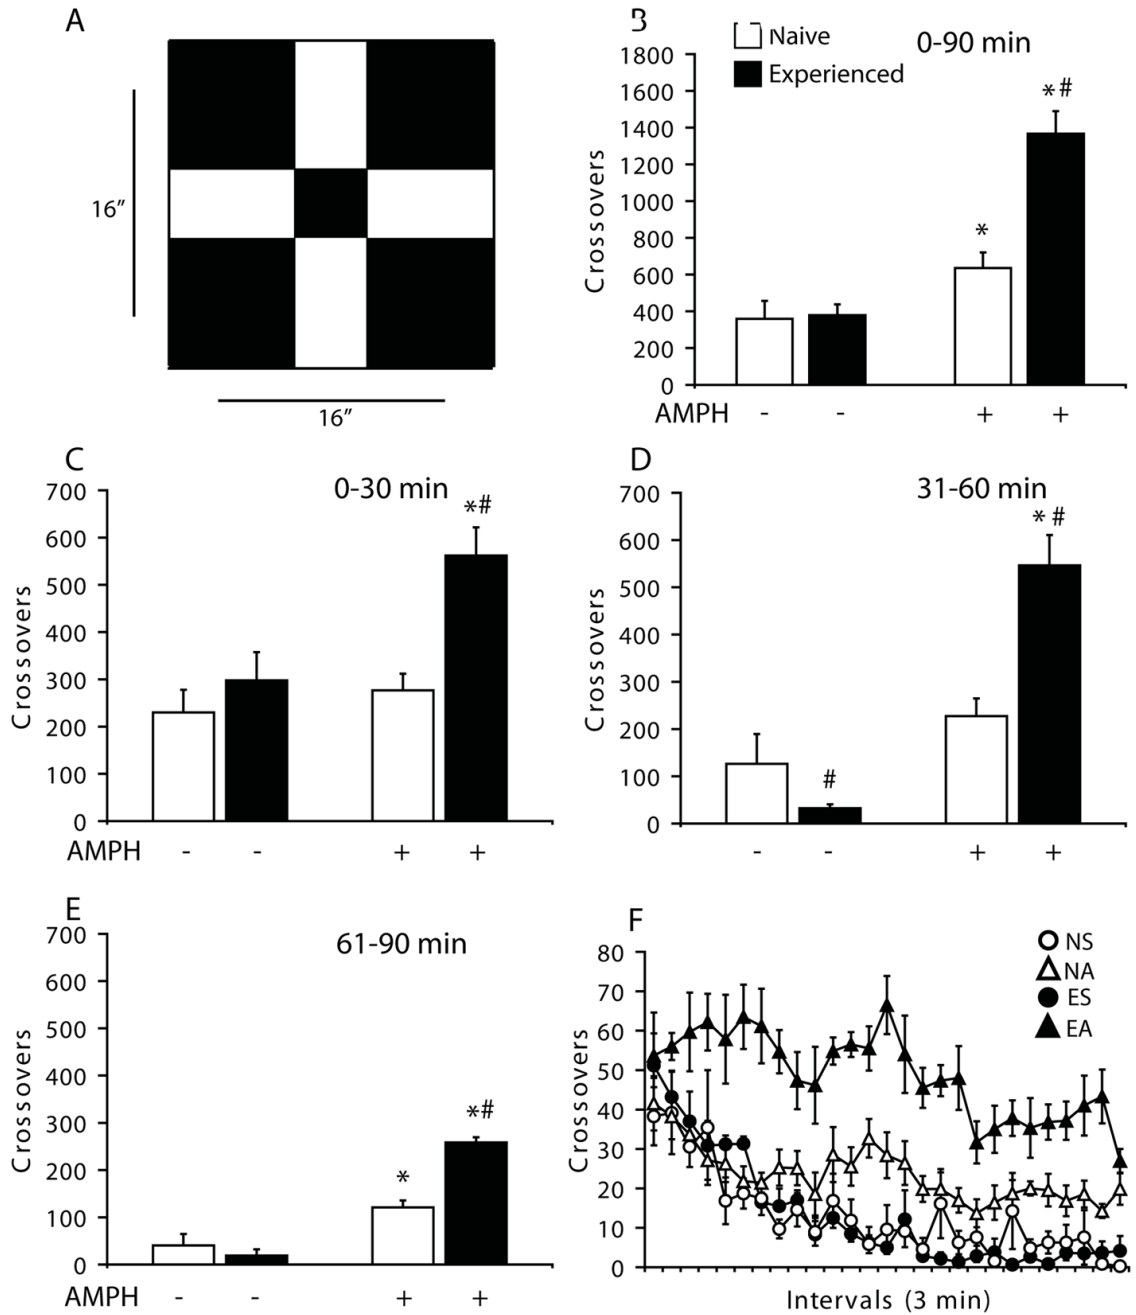 A
16”
16”
B
Naive
Experienced
0-90 min
1800
1600
1400
1200
1000
800
600
400
200
0
Crossovers
*
*#
AMPH - - + +
C
0-30 min
700
600
500
400
300
200
100
0
Crossovers
*#
AMPH - - + +
D
31-60 min
700
600
500
400
300
200
100
0
Crossovers
#
* #
- - + +
E
61-90 min
700
600
500
400
300
200
100
0
Crossovers
*
*#
AMPH - - + +
F
NS
NA
ES
EA
80
70
60
50
40
30
20
10
0
Crossovers
Intervals (3 min)